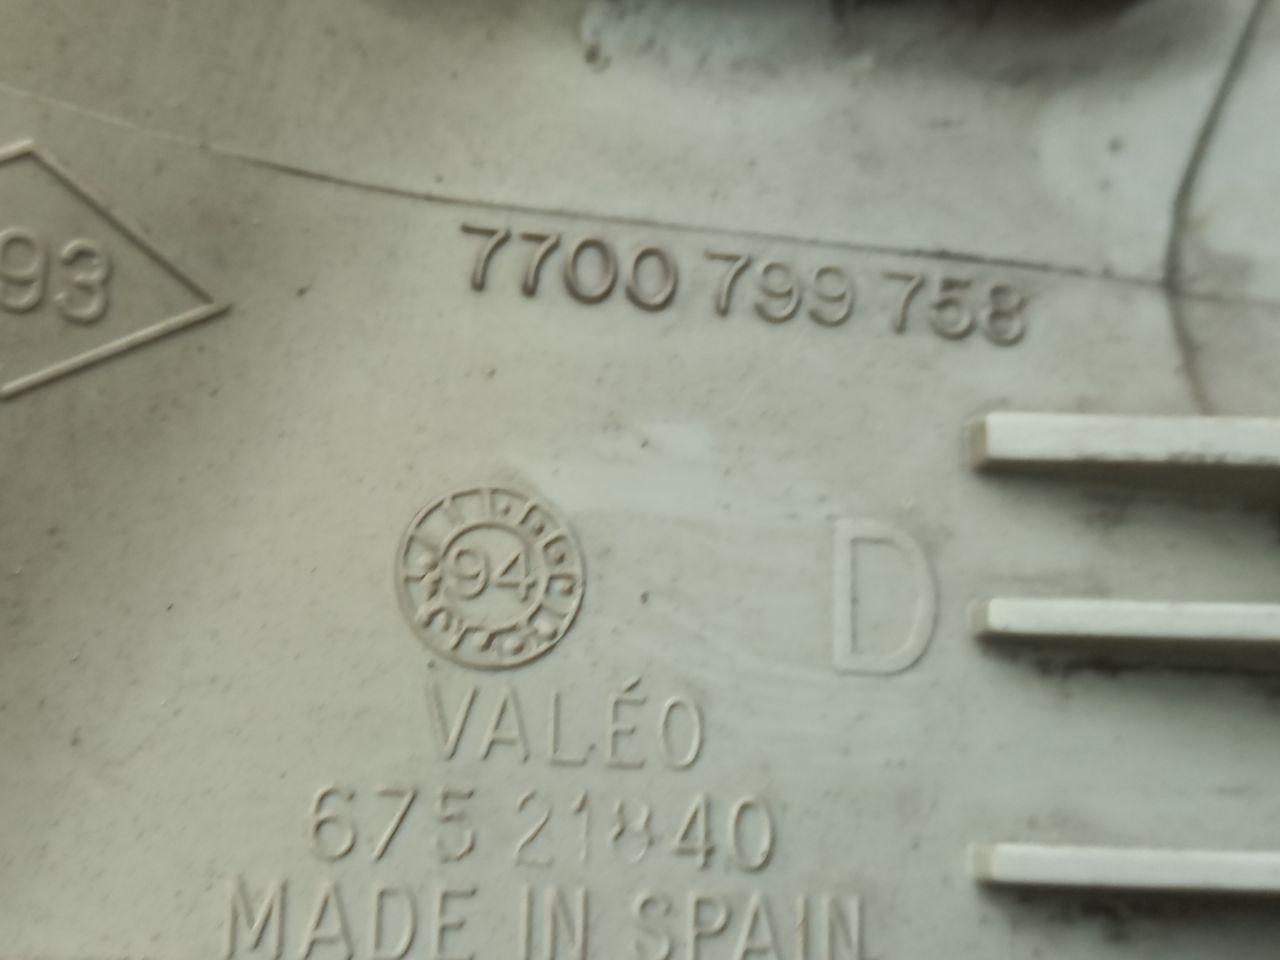 93
7700 799 758
94
D
VALÉO
675 21840
MADE IN SPAIN